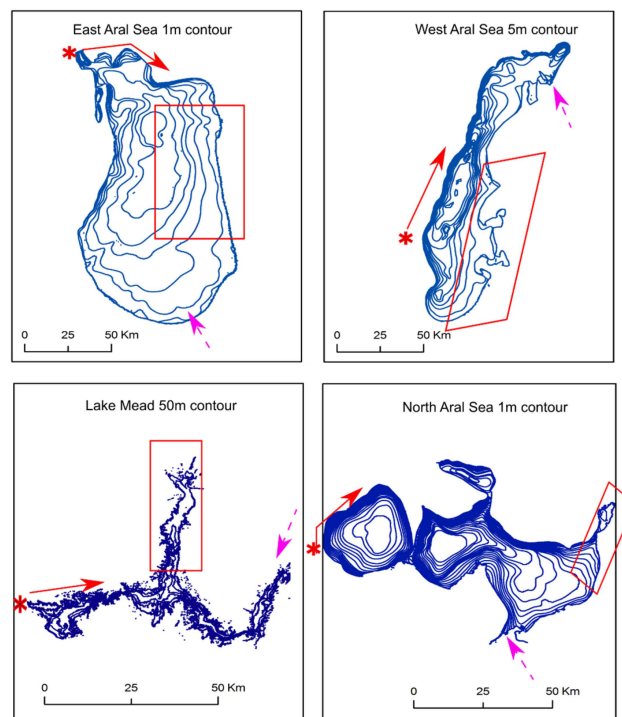 East Aral Sea 1m contour
0 25 50 Km
West Aral Sea 5m contour
0 25 50 Km
Lake Mead 50m contour
0 25 50 Km
North Aral Sea 1m contour
0 25 50 Km